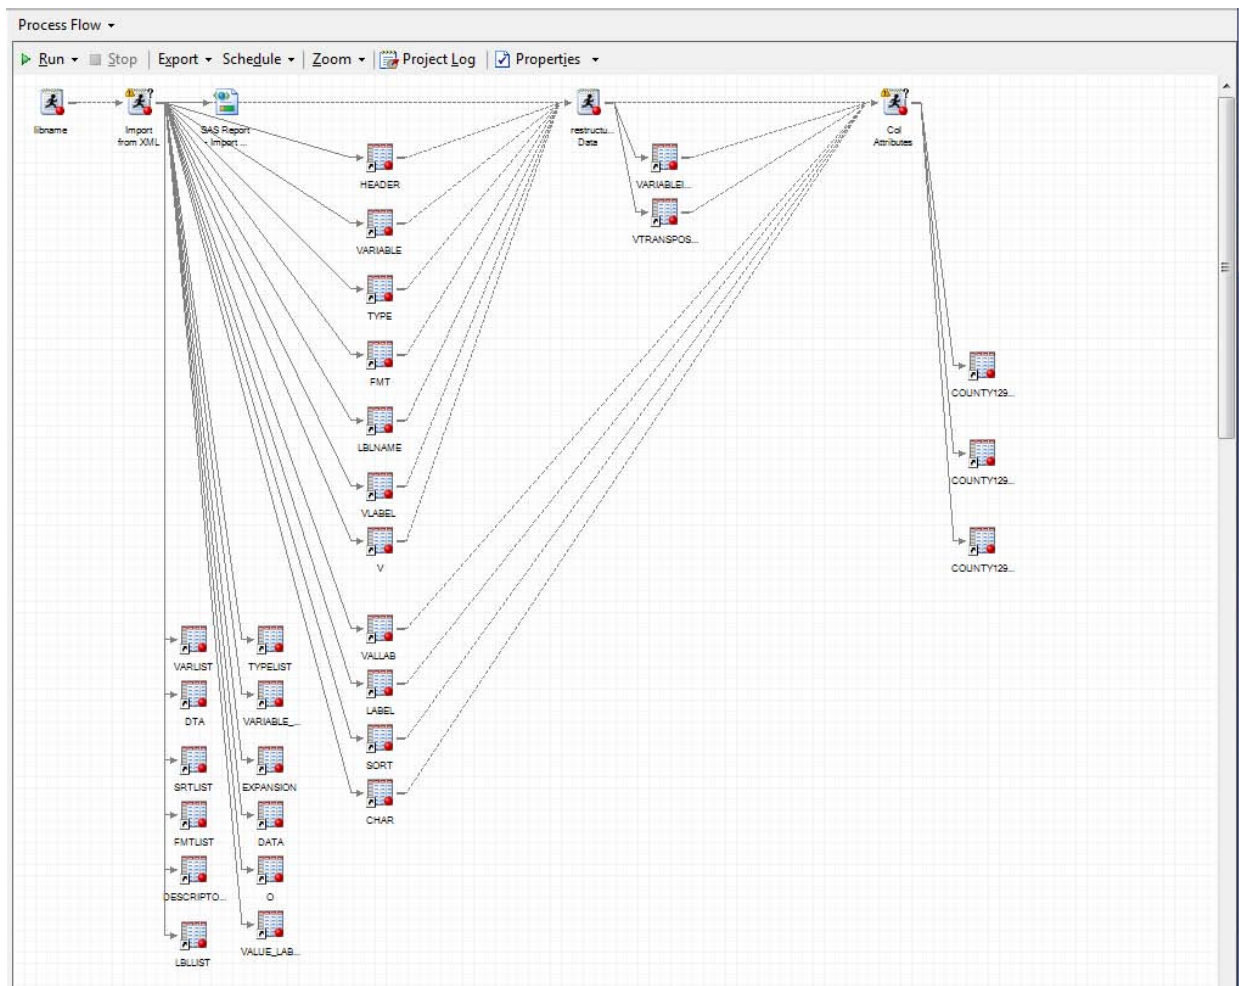 Process Flow
Run Stop Export Schedule Zoom Project Log Properties
libname
Import from XML
SAS Report - Import ...
restructu... Data
Col Attributes
HEADER
VARIABLE
TYPE
FMT
LBLNAME
VLABEL
V
VALLAB
LABEL
SORT
CHAR
VARIABLEI...
VTRANSPOS...
COUNTY129...
COUNTY129...
COUNTY129...
VARLIST TYPELIST
DTA VARIABLE_...
SRTLIST EXPANSION
FMTLIST DATA
DESCRIPTO... O
LBLLIST VALUE_LAB...